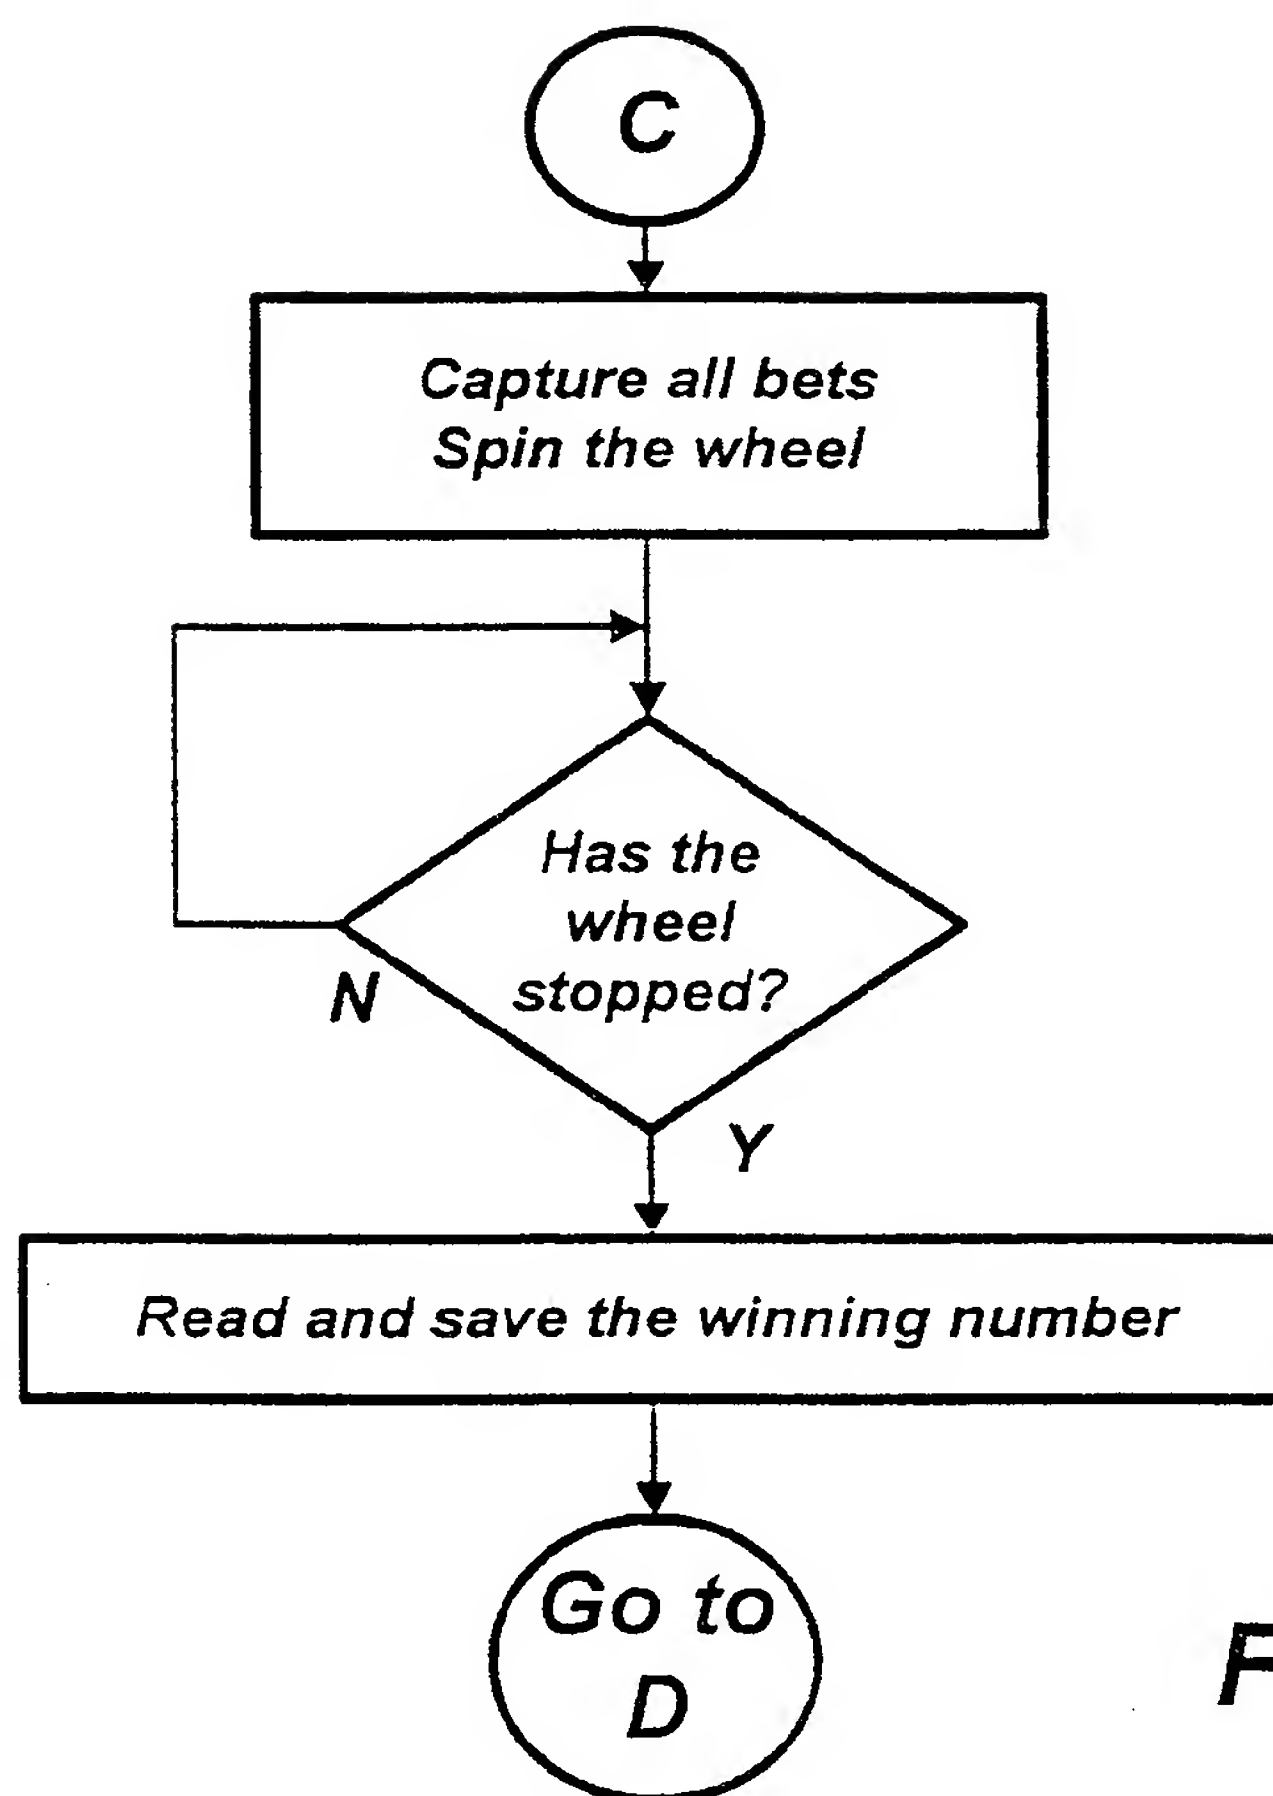 C
Capture all bets
Spin the wheel
Has the
wheel
stopped?
N
Y
Read and save the winning number
Go to
D
F